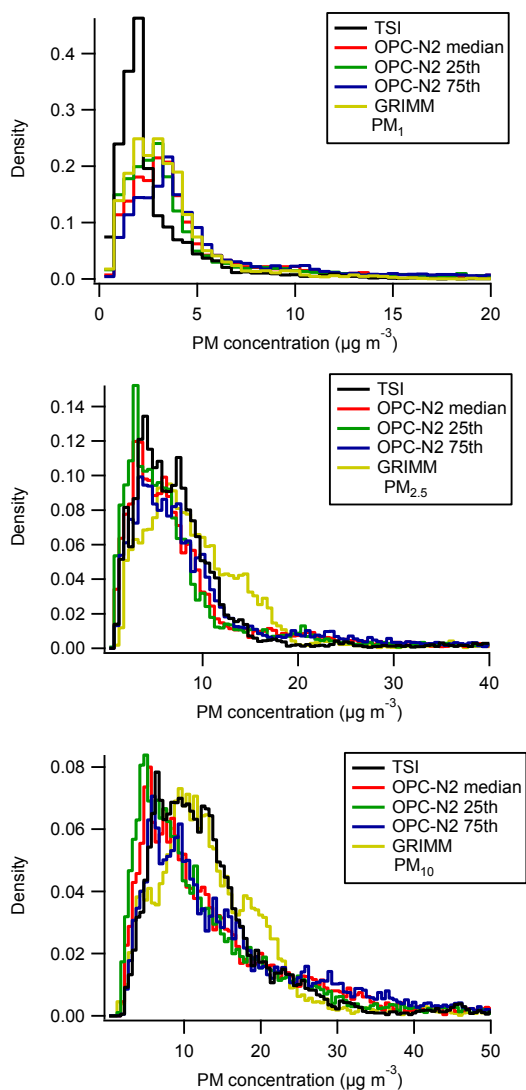 TSI
OPC-N2 median
OPC-N2 25th
OPC-N2 75th
GRIMM
PM1
Density
0.4
0.3
0.2
0.1
0.0
0 5 10 15 20
PM concentration (µg m⁻³)
TSI
OPC-N2 median
OPC-N2 25th
OPC-N2 75th
GRIMM
PM2.5
Density
0.14
0.12
0.10
0.08
0.06
0.04
0.02
0.00
10 20 30 40
PM concentration (µg m⁻³)
TSI
OPC-N2 median
OPC-N2 25th
OPC-N2 75th
GRIMM
PM10
Density
0.08
0.06
0.04
0.02
0.00
10 20 30 40 50
PM concentration (µg m⁻³)